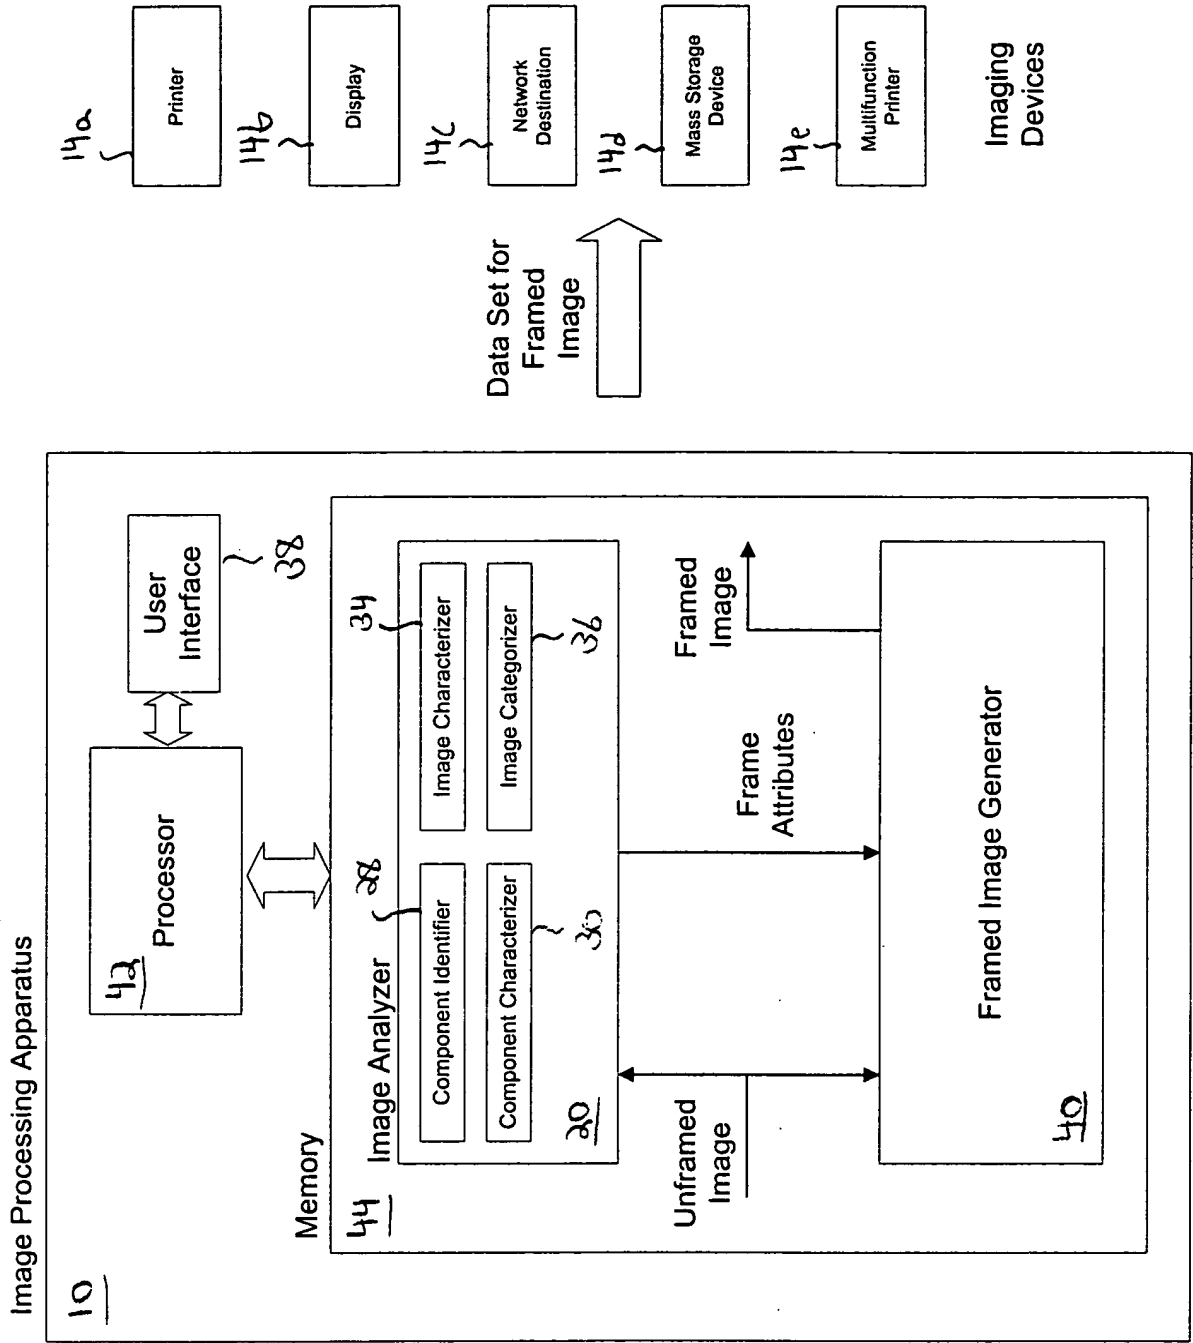 Image Processing Apparatus
10
42
Processor
User
Interface
38
Memory
44
Image Analyzer
28
34
Component Identifier
Image Characterizer
Component Characterizer
Image Categorizer
30
36
20
Unframed
Image
Frame
Attributes
Framed
Image
Framed Image Generator
40
Data Set for
Framed
Image
14a
Printer
14b
Display
14c
Network
Destination
14d
Mass Storage
Device
14e
Multifunction
Printer
Imaging
Devices